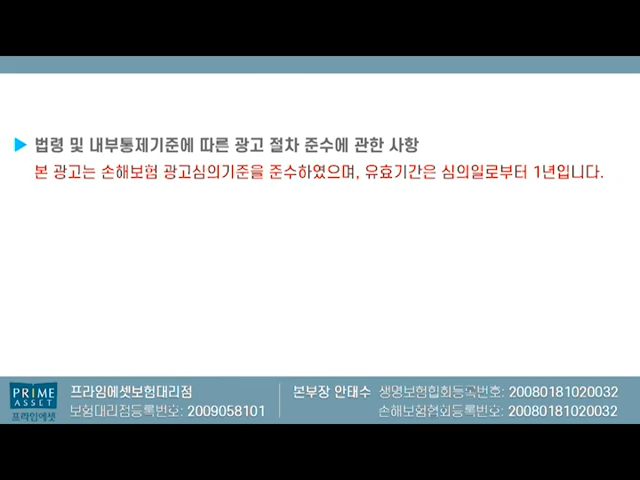 ▶ 법령 및 내부통제기준에 따른 광고 절차 준수에 관한 사항
본 광고는 손해보험 광고심의기준을 준수하였으며, 유효기간은 심의일로부터 1년입니다.
PRIME
ASSET
프라임에셋
프라임에셋보험대리점
보험대리점등록번호: 2009058101
본부장 안태수 생명보험협회등록번호: 20080181020032
손해보험협회등록번호: 20080181020032